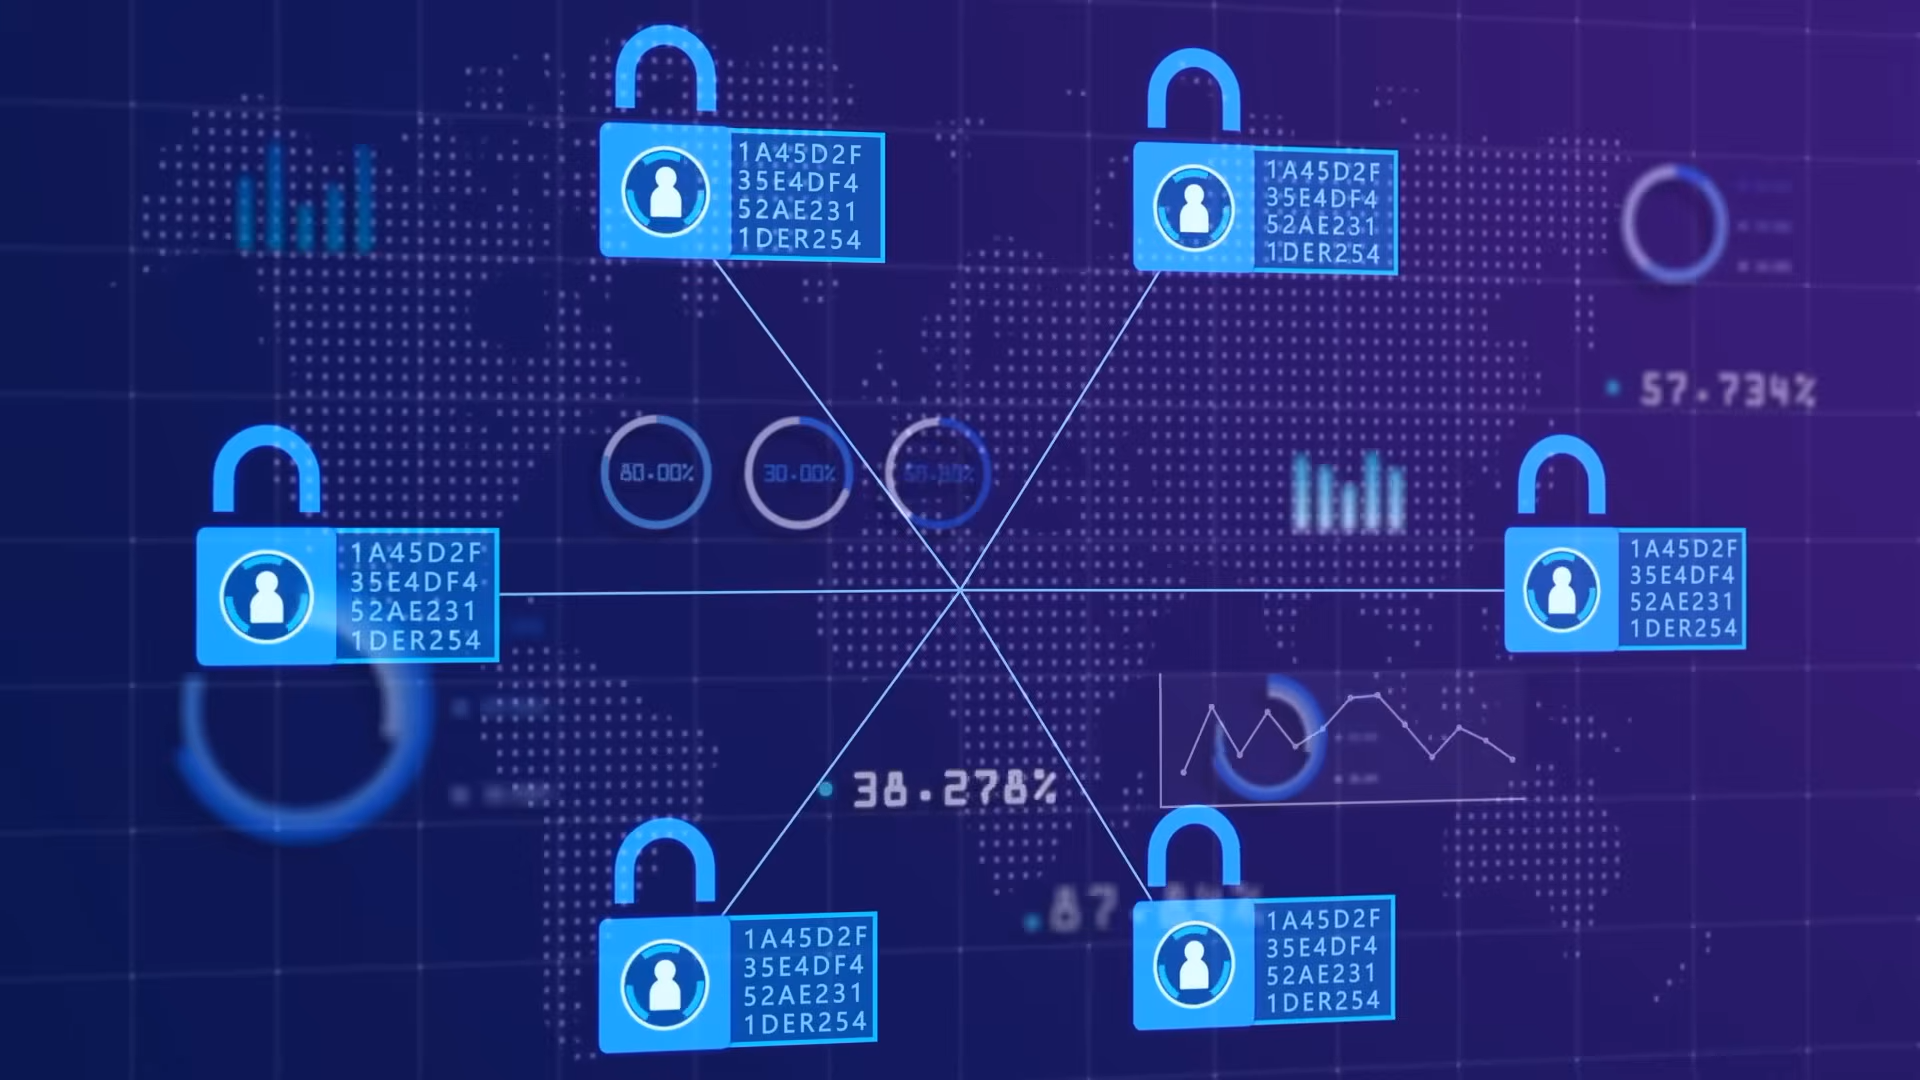 1A45D2F
35E4DF4
52AE231
1DER254
1A45D2F
35E4DF4
52AE231
1DER254
57.734%
80.00%
30.00%
1A45D2F
35E4DF4
52AE231
1DER254
1A45D2F
35E4DF4
52AE231
1DER254
38.278%
1A45D2F
35E4DF4
52AE231
1DER254
1A45D2F
35E4DF4
52AE231
1DER254